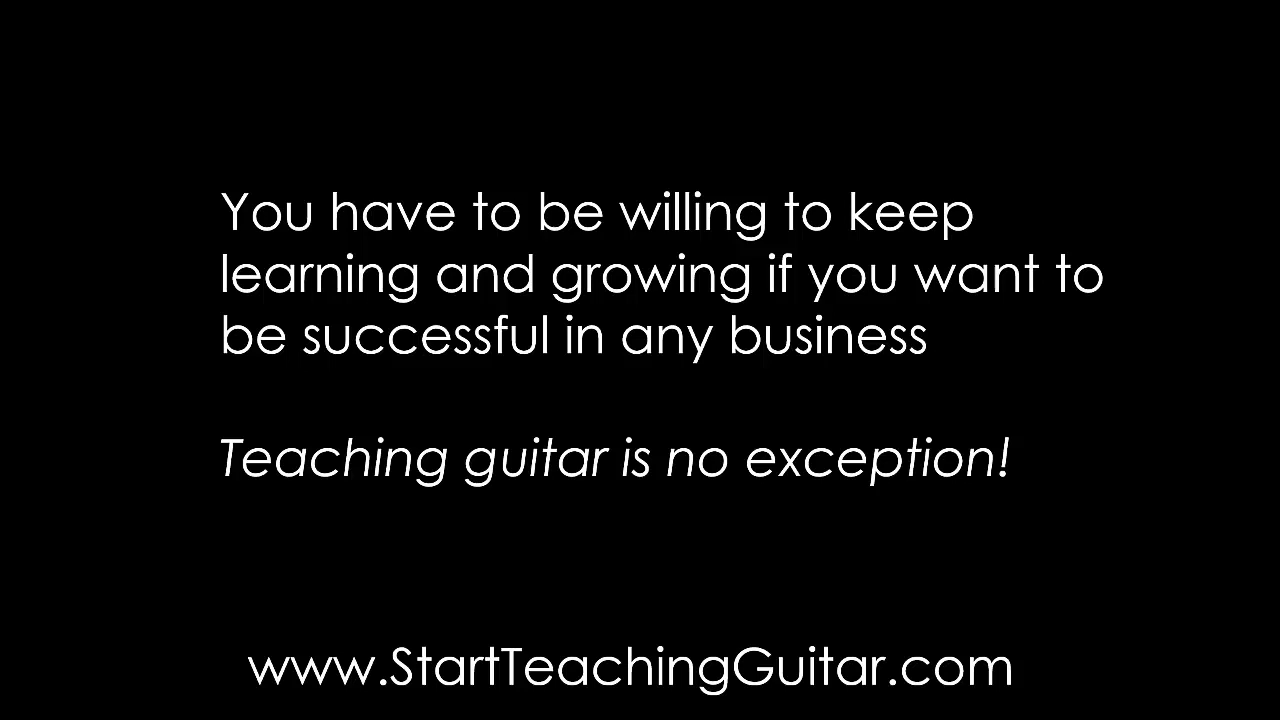 You have to be willing to keep
learning and growing if you want to
be successful in any business
Teaching guitar is no exception!
www.StartTeachingGuitar.com